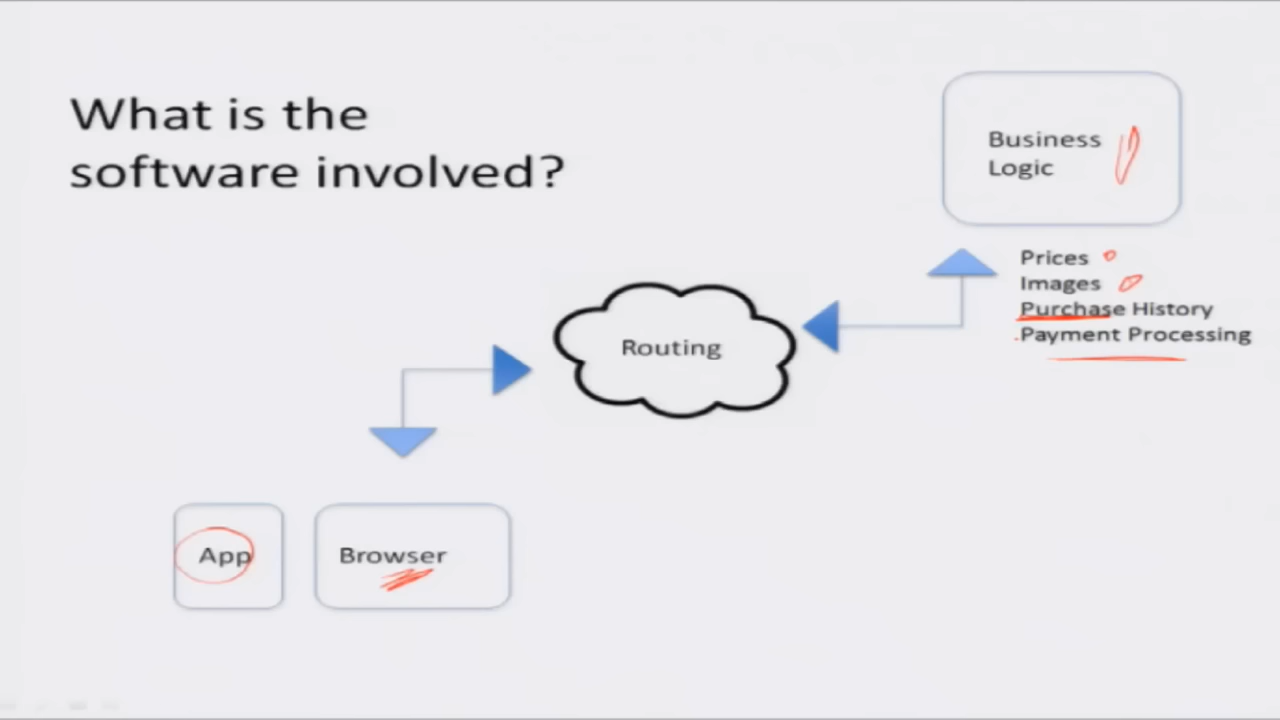 What is the
software involved?
Business
Logic
Prices
Images
Purchase History
Payment Processing
Routing
App
Browser